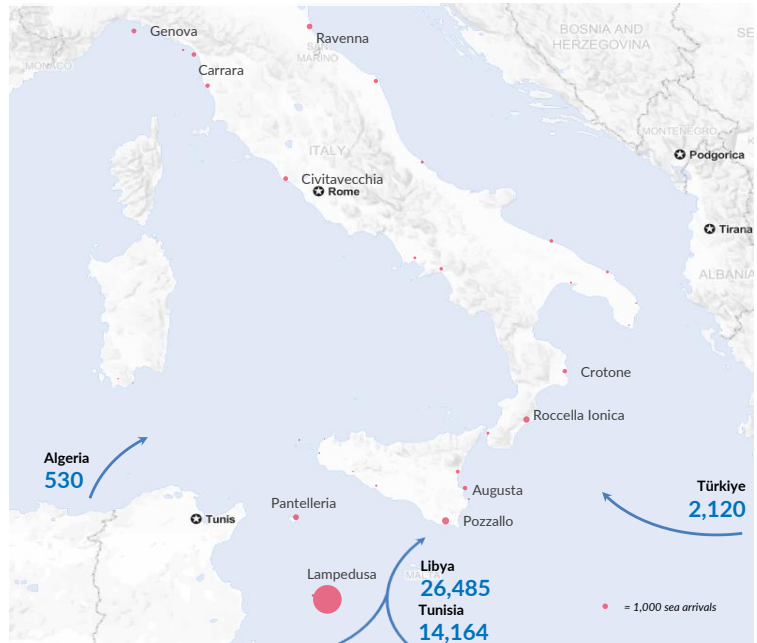 Genova
Ravenna
BOSNIA AND
HERZEGOVINA
SE
SAN
MARINO
MONACO
Carrara
MONTENEGRO
K
ITALY
Podgorica
Civitavecchia
Rome
Tirana
ALBANIA
Crotone
Roccella Ionica
Algeria
530
Türkiye
2,120
Augusta
Pantelleria
Tunis
Pozzallo
Lampedusa
Libya
26,485
MALTA
Tunisia
14,164
= 1,000 sea arrivals